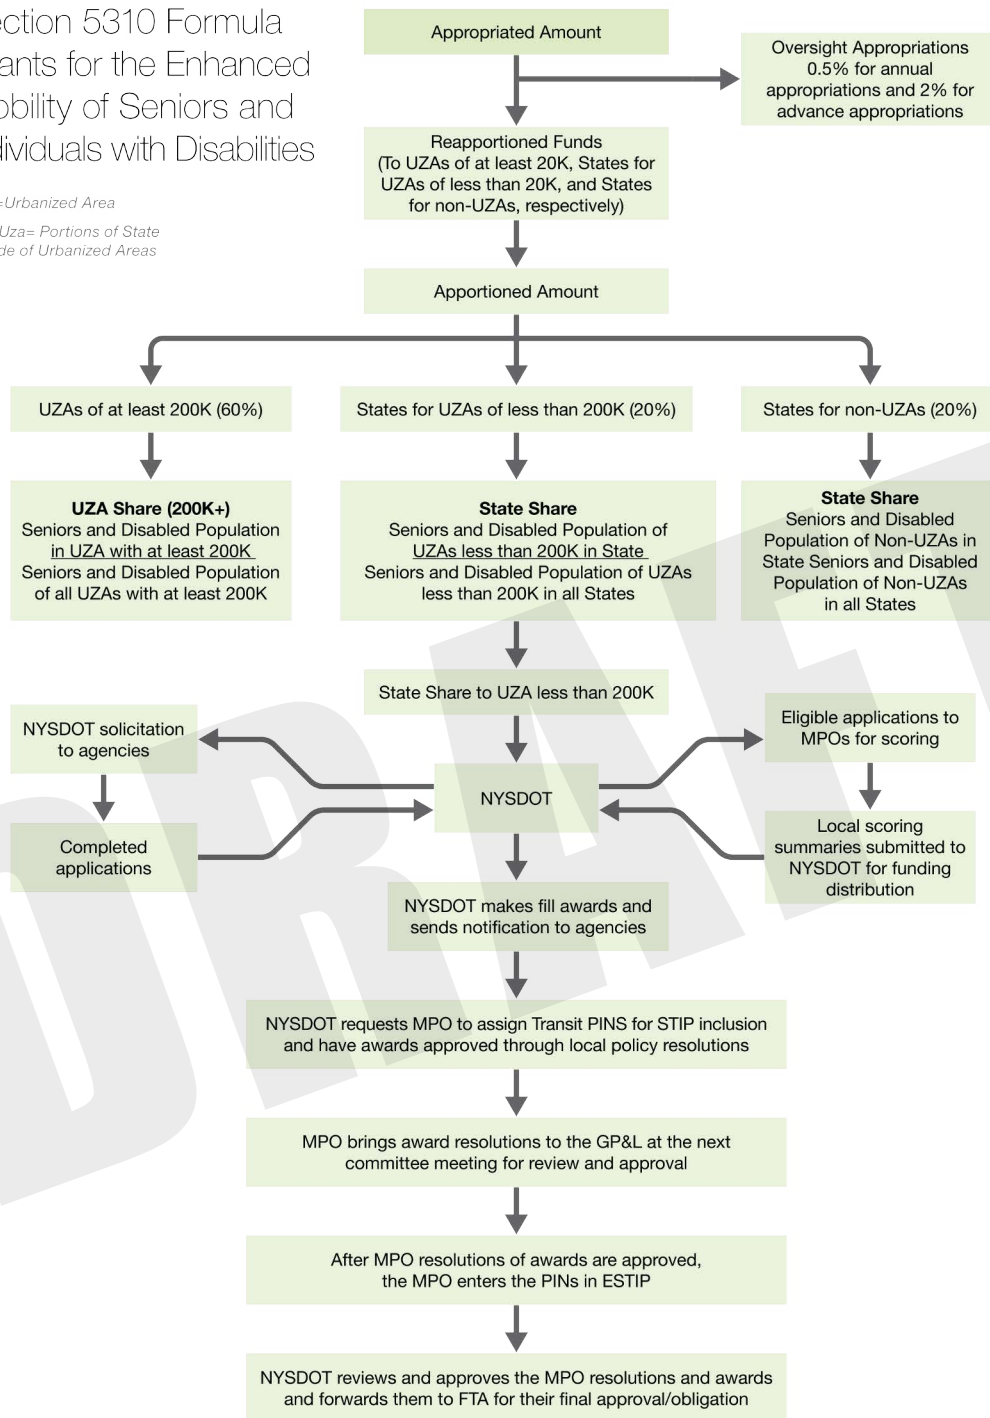 ection 5310 Formula
ants for the Enhanced
obility of Seniors and
dividuals with Disabilities
=Urbanized Area
Uza= Portions of State
de of Urbanized Areas
Appropriated Amount
Oversight Appropriations
0.5% for annual
appropriations and 2% for
advance appropriations
Reapportioned Funds
(To UZAs of at least 20K, States for
UZAs of less than 20K, and States
for non-UZAs, respectively)
Apportioned Amount
UZAs of at least 200K (60%)
States for UZAs of less than 200K (20%)
States for non-UZAs (20%)
UZA Share (200K+)
Seniors and Disabled Population
in UZA with at least 200K
Seniors and Disabled Population
of all UZAs with at least 200K
State Share
Seniors and Disabled Population of
UZAs less than 200K in State
Seniors and Disabled Population of UZAs
less than 200K in all States
State Share
Seniors and Disabled
Population of Non-UZAs in
State Seniors and Disabled
Population of Non-UZAs
in all States
State Share to UZA less than 200K
NYSDOT solicitation
to agencies
Eligible applications to
MPOs for scoring
NYSDOT
Completed
applications
Local scoring
summaries submitted to
NYSDOT for funding
distribution
NYSDOT makes fill awards and
sends notification to agencies
NYSDOT requests MPO to assign Transit PINS for STIP inclusion
and have awards approved through local policy resolutions
MPO brings award resolutions to the GP&L at the next
committee meeting for review and approval
After MPO resolutions of awards are approved,
the MPO enters the PINs in ESTIP
NYSDOT reviews and approves the MPO resolutions and awards
and forwards them to FTA for their final approval/obligation
DRAFT